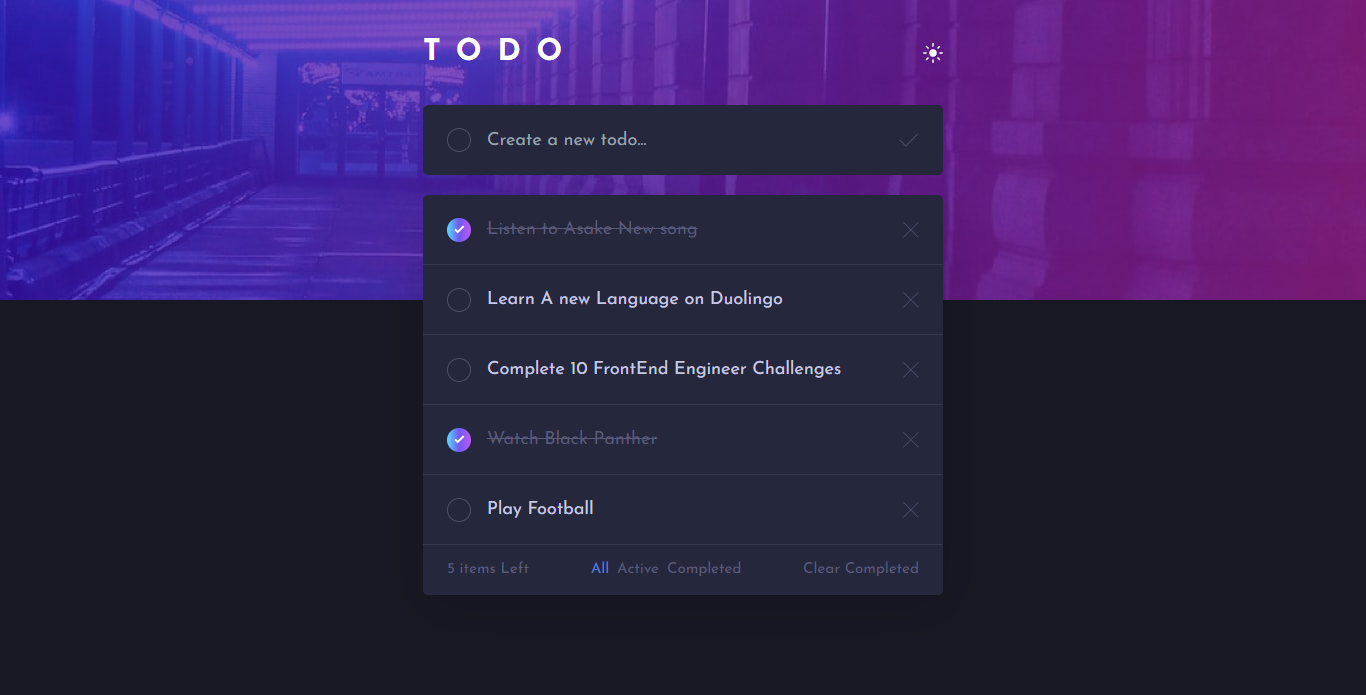 TODO
Create a new todo...
Listen to Asake New song
Learn A new Language on Duolingo
Complete 10 FrontEnd Engineer Challenges
Watch Black Panther
Play Football
5 items Left All Active Completed Clear Completed